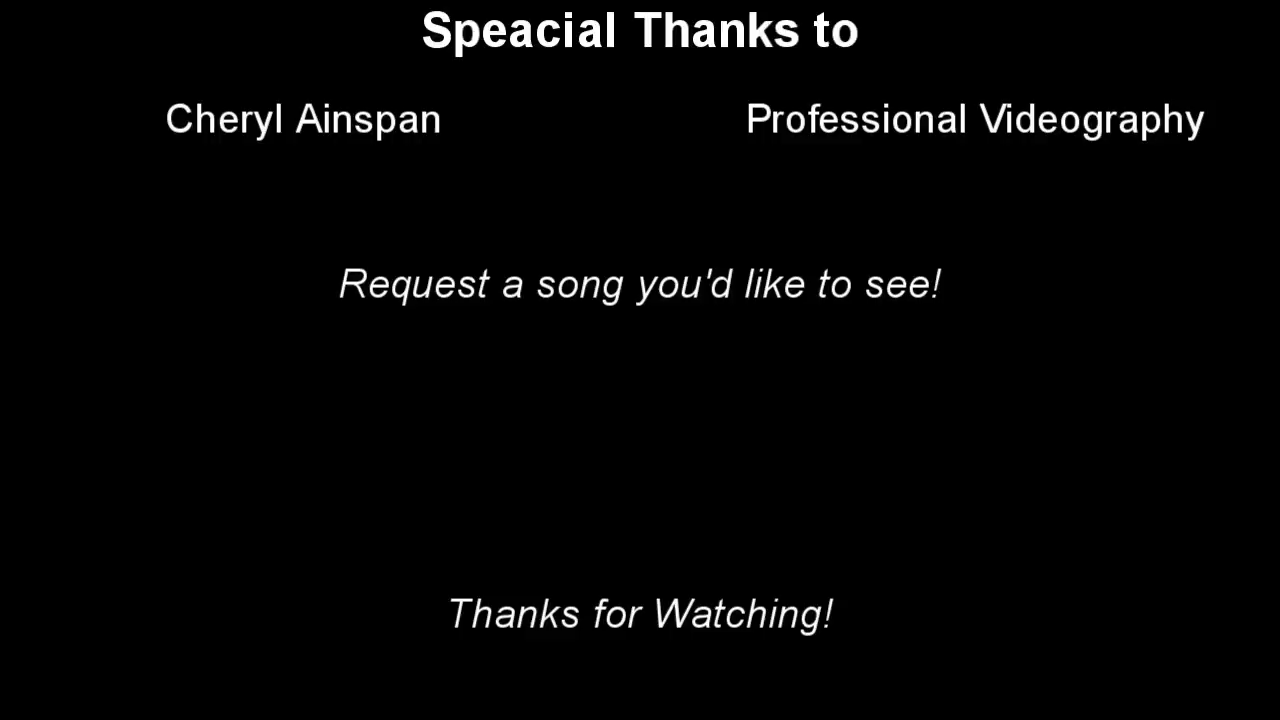 Speacial Thanks to
Cheryl Ainspan Professional Videography
Request a song you'd like to see!
Thanks for Watching!